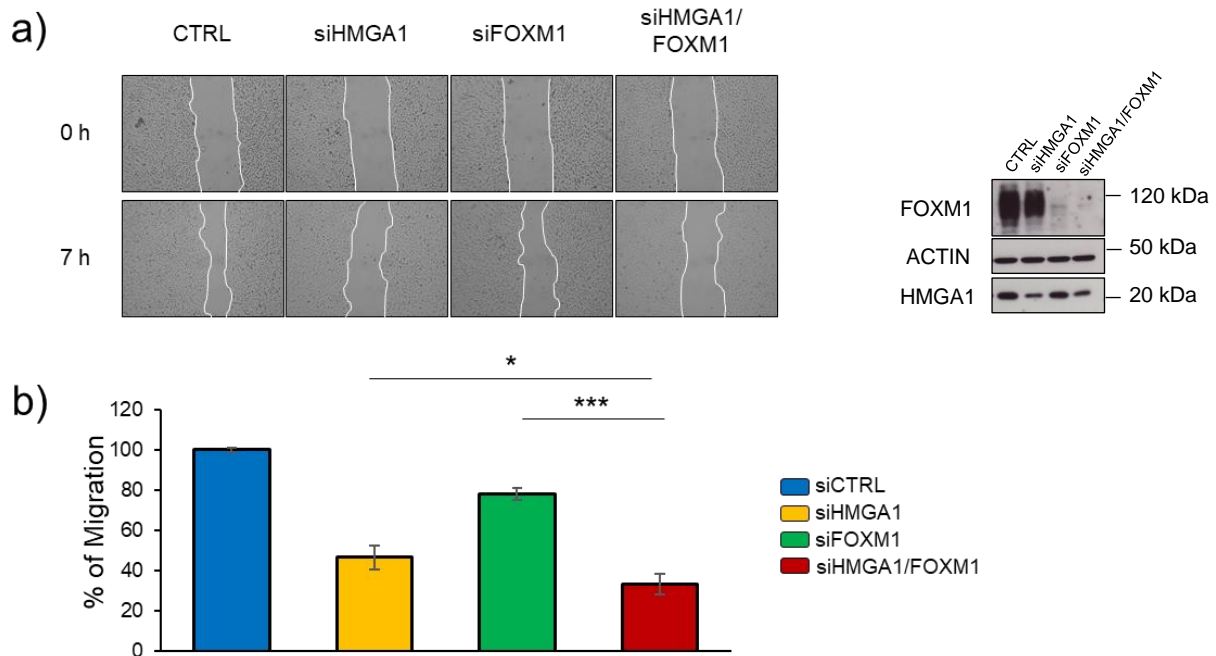 a)
CTRL
siHMGA1
siFOXM1
siHMGA1/
FOXM1
0 h
7 h
CTRL
siHMGA1
siFOXM1
siHMGA1/FOXM1
FOXM1
120 kDa
ACTIN
50 kDa
HMGA1
20 kDa
b)
*
***
% of Migration
120
100
80
60
40
20
0
siCTRL
siHMGA1
siFOXM1
siHMGA1/FOXM1